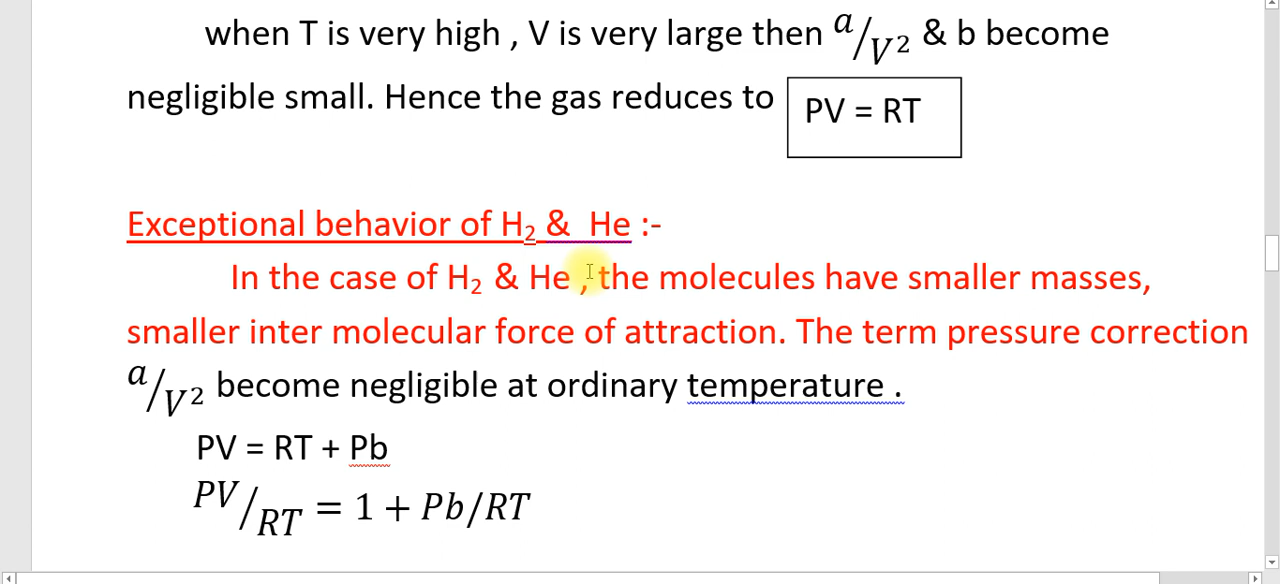 when T is very high , V is very large then a/V² & b become
negligible small. Hence the gas reduces to PV = RT
Exceptional behavior of H₂ & He :-
In the case of H₂ & He , the molecules have smaller masses,
smaller inter molecular force of attraction. The term pressure correction
a/V² become negligible at ordinary temperature .
PV = RT + Pb
PV/RT = 1 + Pb/RT